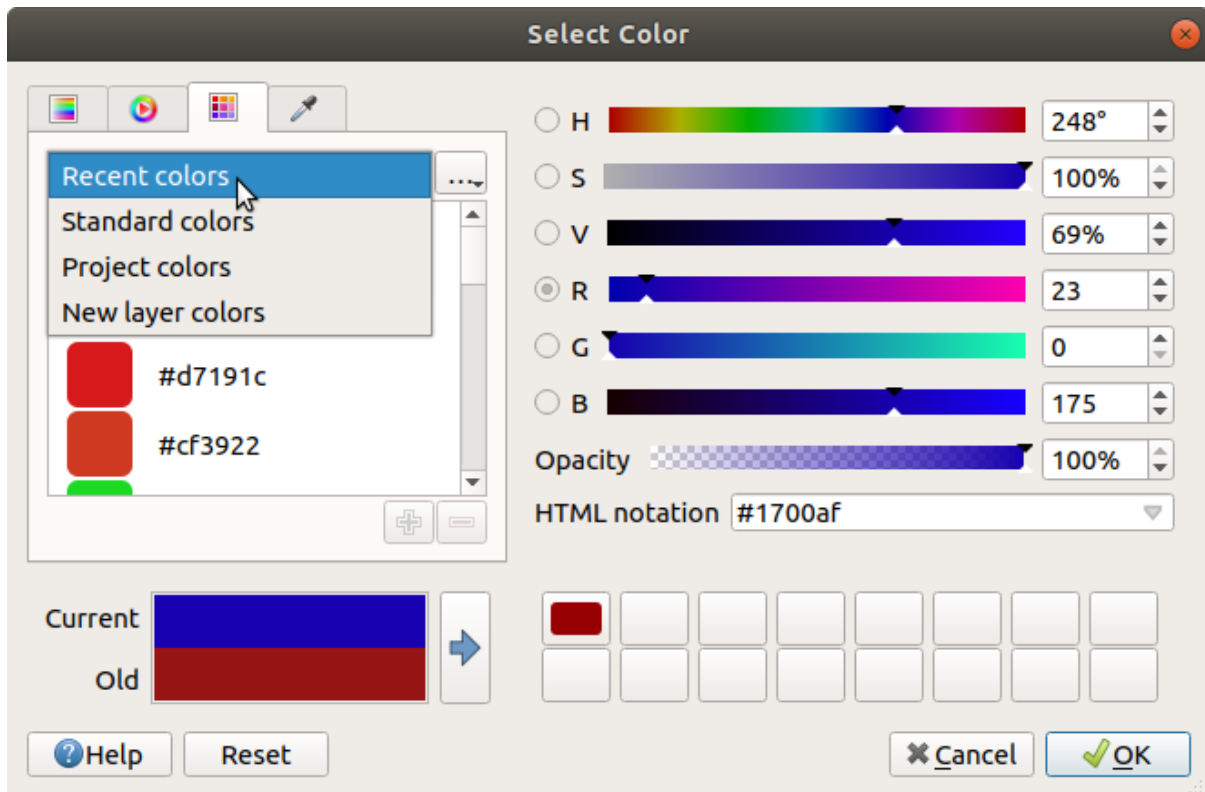 Select Color
Recent colors
...
Standard colors
Project colors
New layer colors
#d7191c
#cf3922
H 248°
S 100%
V 69%
R 23
G 0
B 175
Opacity 100%
HTML notation #1700af
Current
Old
Help
Reset
Cancel
OK